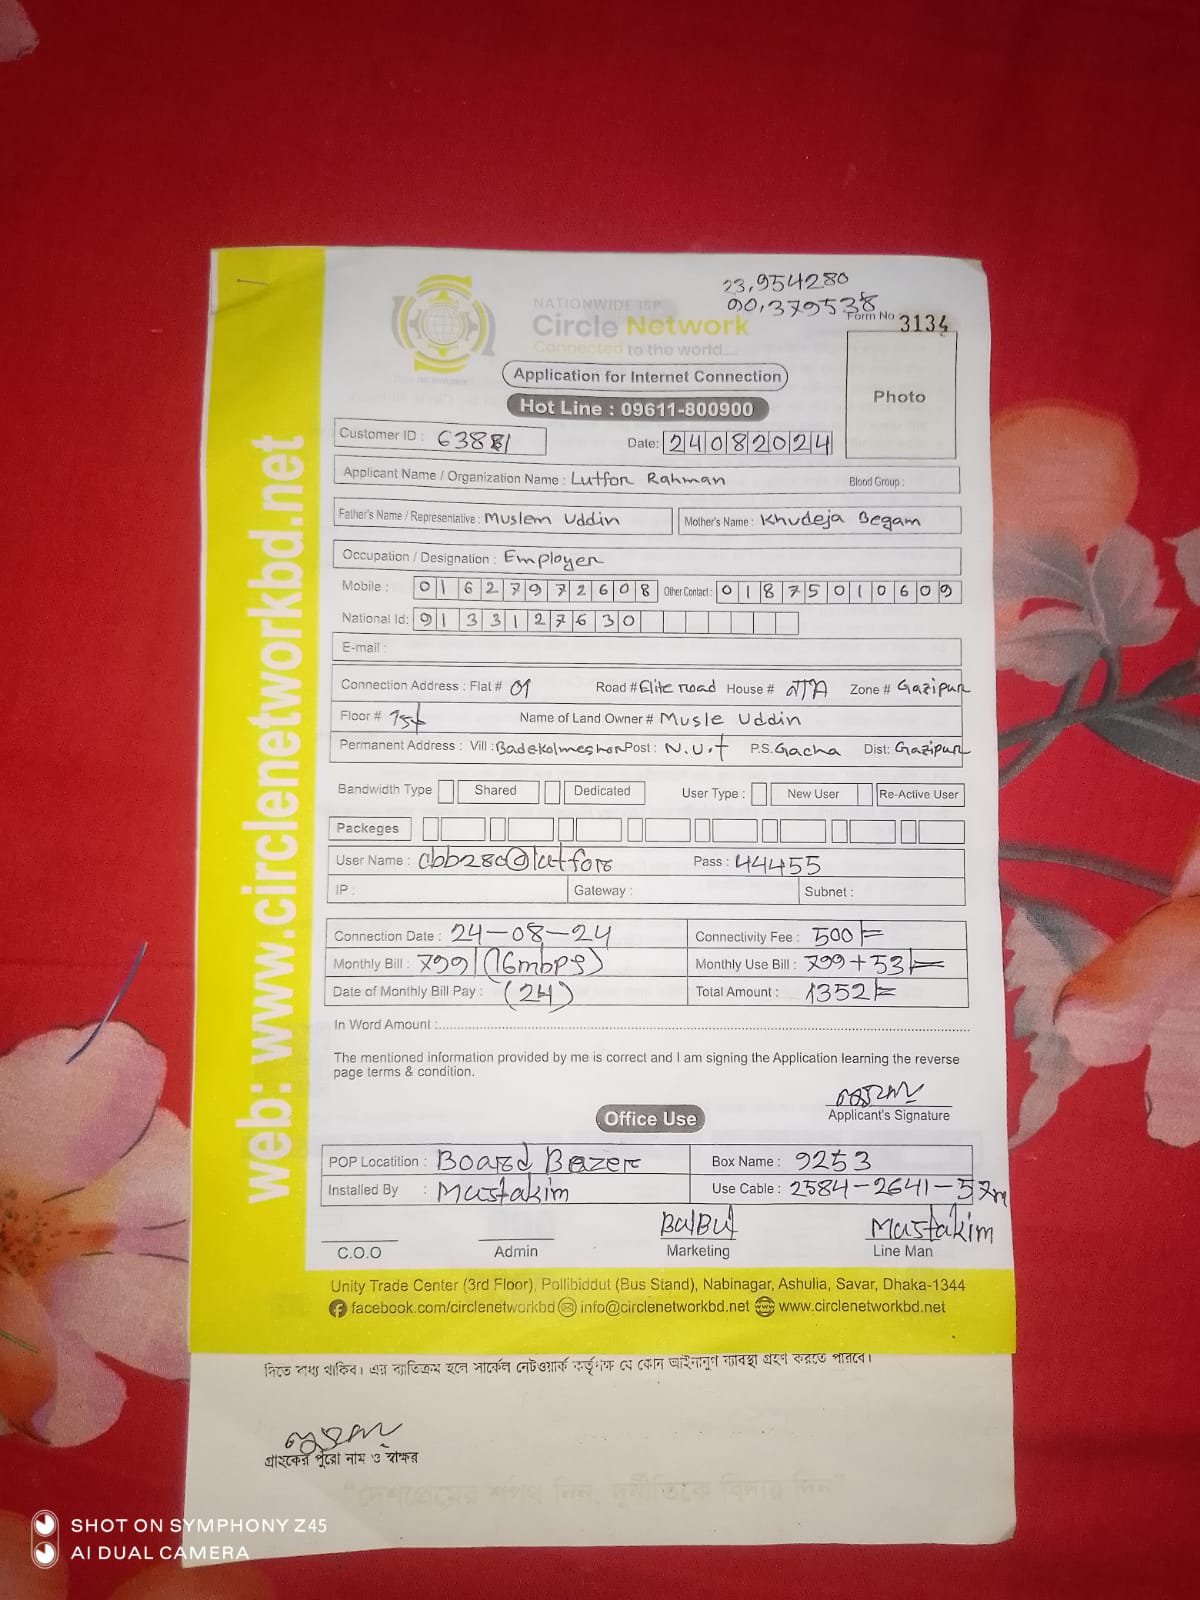 23,954280
90,379538
NATIONWIDE ISP
Circle Network
Connected to the world....
Form No 3134
Application for Internet Connection
Photo
Hot Line : 09611-800900
Customer ID : 63881
Date: 24082024
Applicant Name / Organization Name : Lutfor Rahman Blood Group :
Father's Name / Representative : Muslem Uddin Mother's Name : Khudeja Begam
Occupation / Designation : Employer
Mobile : 01627972608 Other Contact : 01875010609
National Id: 9133127630
E-mail :
Connection Address : Flat # 01 Road # Elite road House # Zone # Gazipur
Floor # 1st Name of Land Owner # Musle Uddin
Permanent Address : Vill : Badekolmeshor Post : N.U.t P.S. Gacha Dist: Gazipur
Bandwidth Type Shared Dedicated User Type : New User Re-Active User
Packeges
User Name : cbb280@lutfor Pass : 44455
IP : Gateway : Subnet :
Connection Date : 24-08-24 Connectivity Fee : 500/=
Monthly Bill : 799/(16mbps) Monthly Use Bill : 799+53/=
Date of Monthly Bill Pay : (24) Total Amount : 1352/=
In Word Amount :
The mentioned information provided by me is correct and I am signing the Application learning the reverse
page terms & condition.
Applicant's Signature
Office Use
POP Locatition : Board Bazer Box Name : 9253
Installed By : Mustakim Use Cable : 2584-2641-57m
BulBul Mustakim
C.O.O Admin Marketing Line Man
Unity Trade Center (3rd Floor), Pollibiddut (Bus Stand), Nabinagar, Ashulia, Savar, Dhaka-1344
facebook.com/circlenetworkbd info@circlenetworkbd.net www.circlenetworkbd.net
web: www.circlenetworkbd.net
দিতে বাধ্য থাকিব। এর ব্যতিক্রম হলে সার্কেল নেটওয়ার্ক কর্তৃপক্ষ যে কোন আইনানুগ ব্যবস্থা গ্রহণ করতে পারবে।
গ্রাহকের পুরো নাম ও স্বাক্ষর
"দেশপ্রেমের শপথ নিন, দুর্নীতিকে বিদায় দিন"
SHOT ON SYMPHONY Z45
AI DUAL CAMERA